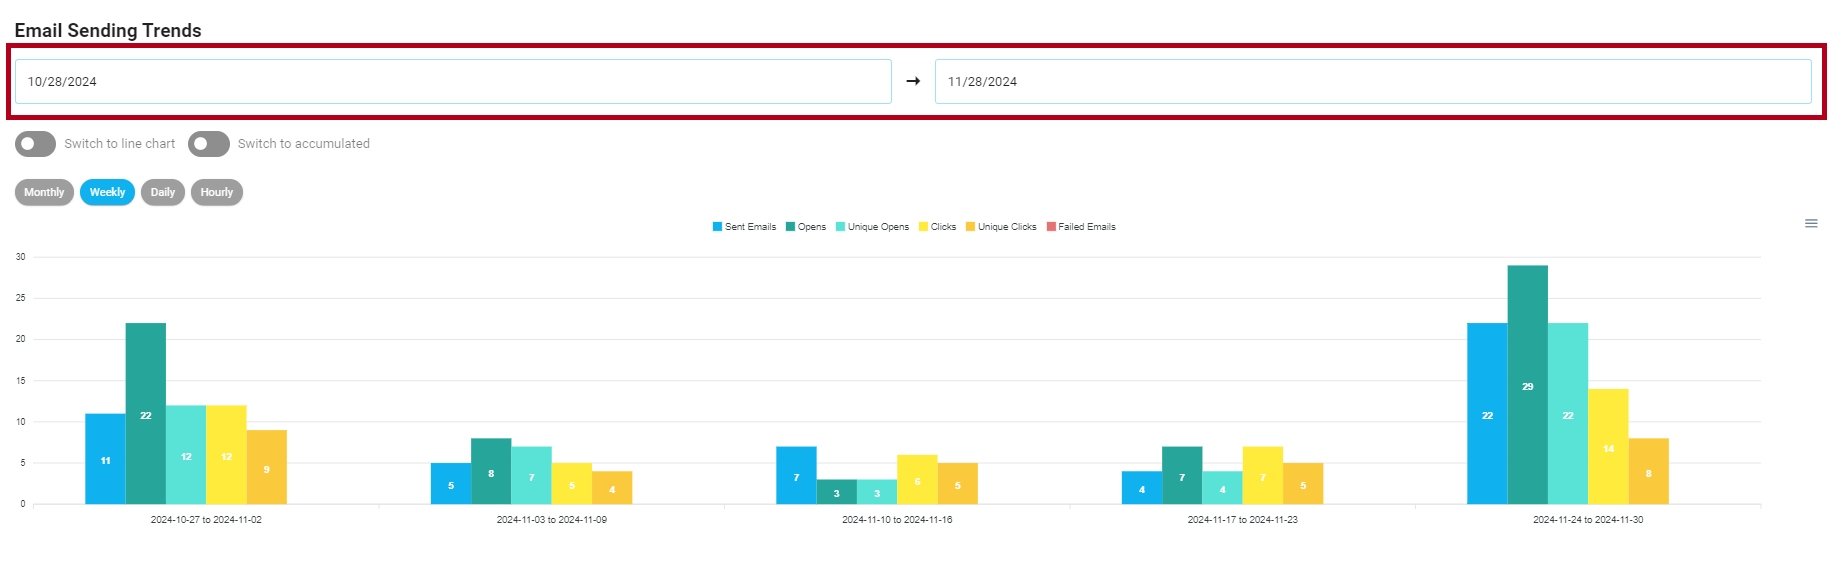 Email Sending Trends
10/28/2024 → 11/28/2024
Switch to line chart Switch to accumulated
Monthly Weekly Daily Hourly
Sent Emails Opens Unique Opens Clicks Unique Clicks Failed Emails
30
25
20
15
10
5
0
11 22 12 12 9
5 8 7 5 4
7 3 3 6 5
4 7 4 7 5
22 29 22 14 8
2024-10-27 to 2024-11-02 2024-11-03 to 2024-11-09 2024-11-10 to 2024-11-16 2024-11-17 to 2024-11-23 2024-11-24 to 2024-11-30